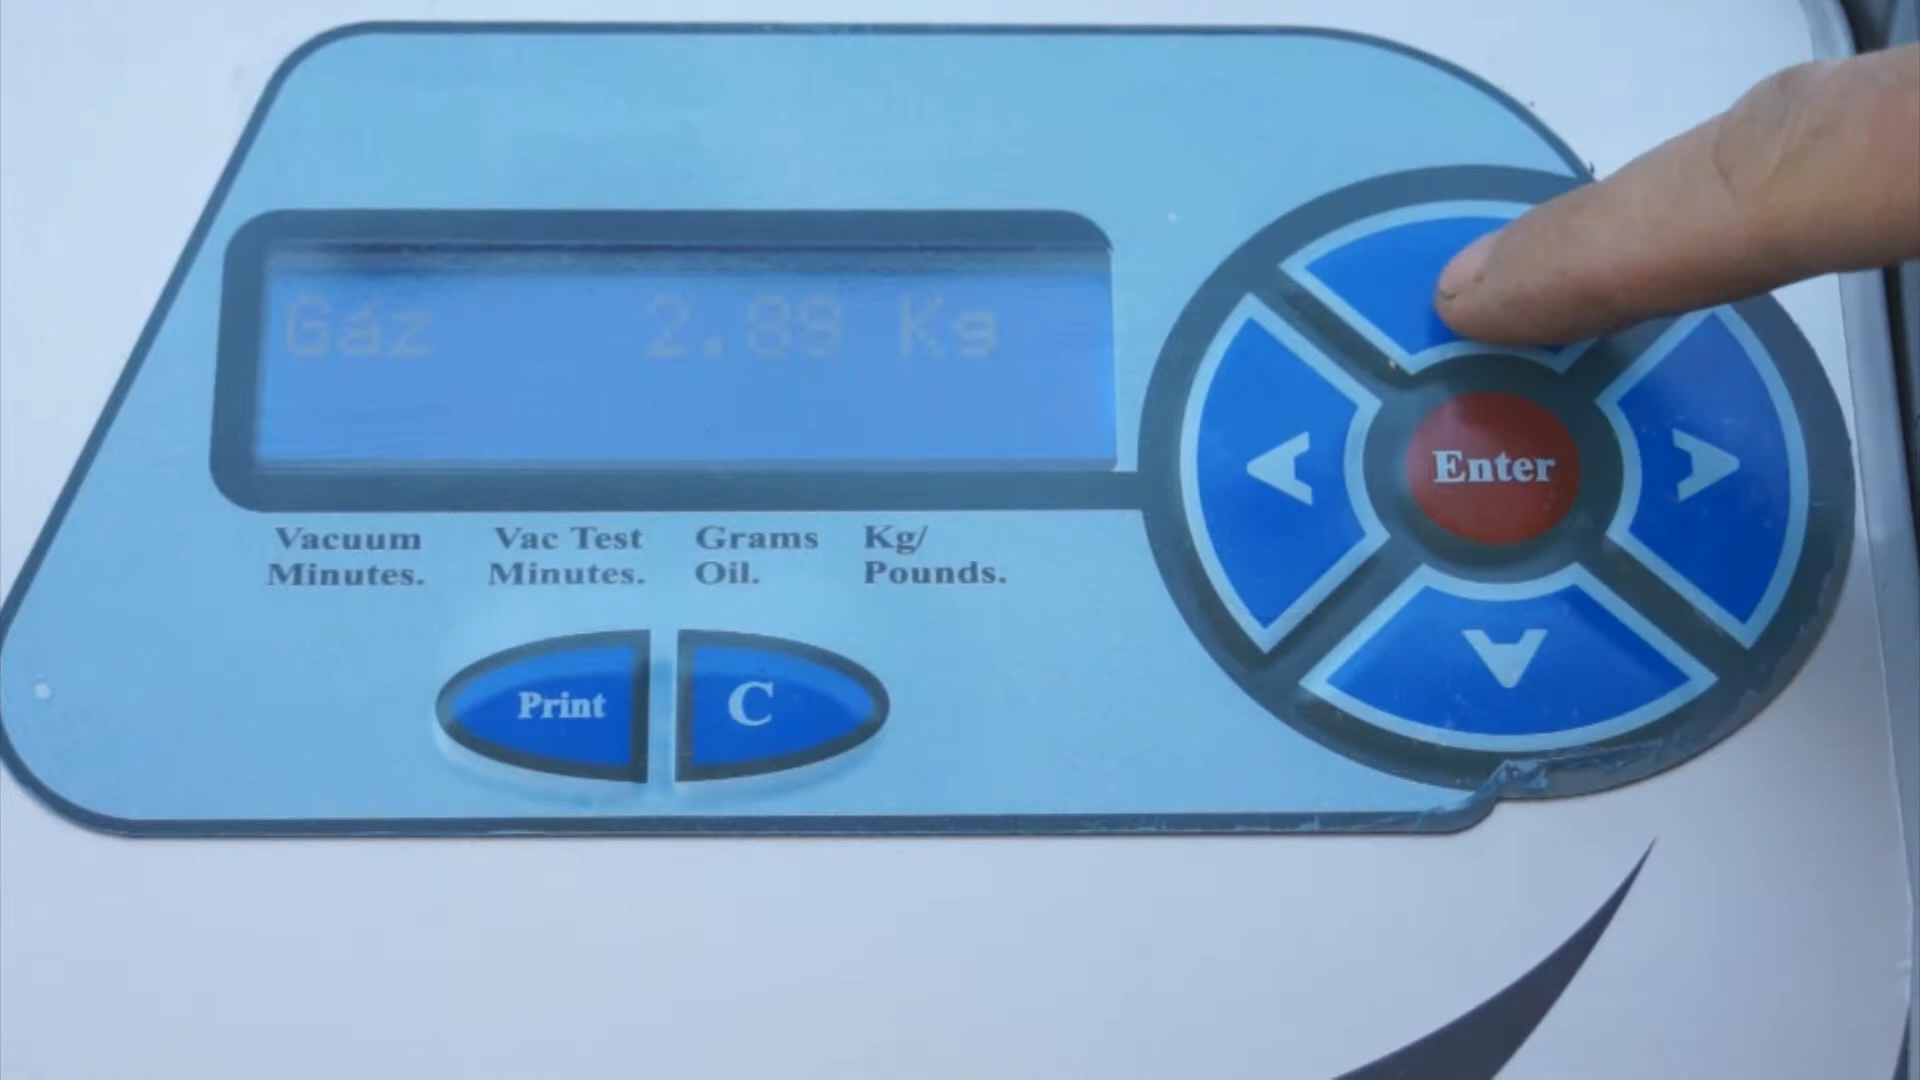 Gáz 2.89 Kg
Vacuum Minutes.
Vac Test Minutes.
Grams Oil.
Kg/ Pounds.
Print
C
Enter